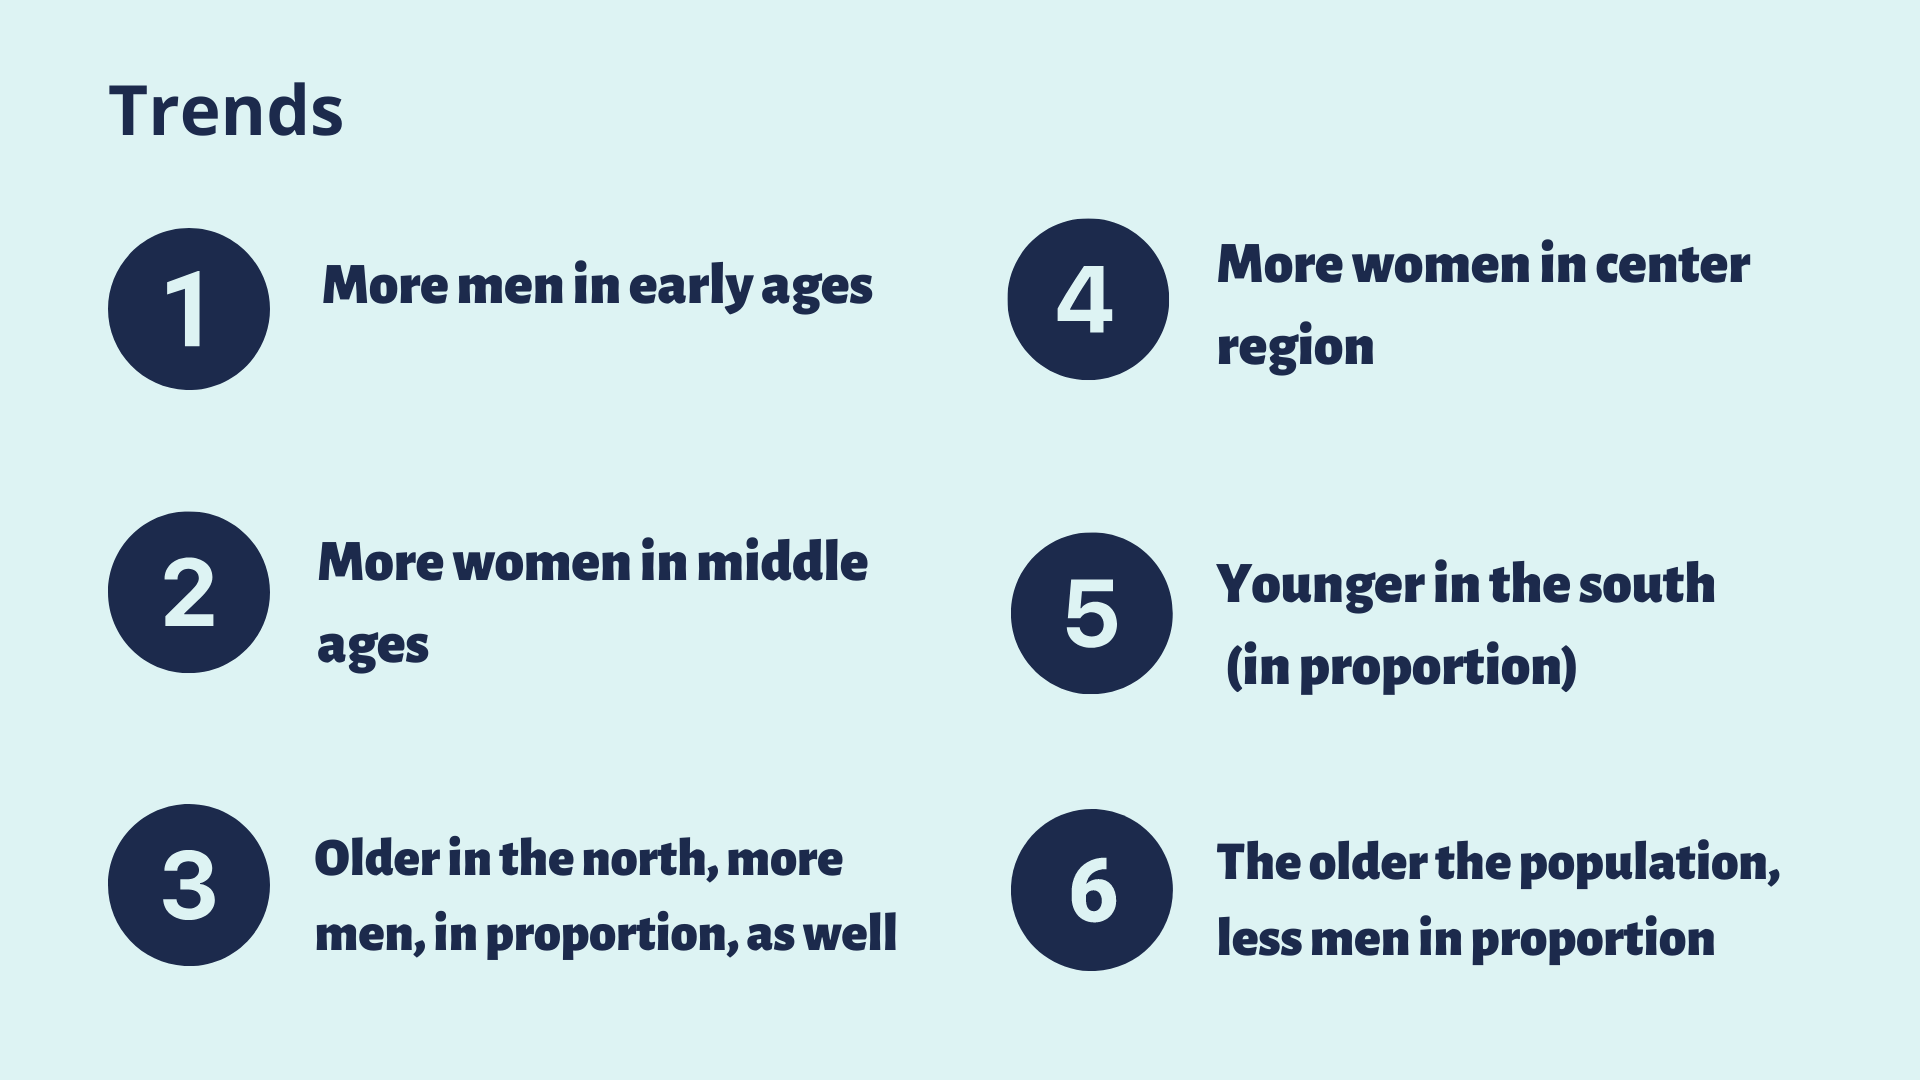 Trends
1
More men in early ages
2
More women in middle
ages
3
Older in the north, more
men, in proportion, as well
4
More women in center
region
5
Younger in the south
(in proportion)
6
The older the population,
less men in proportion